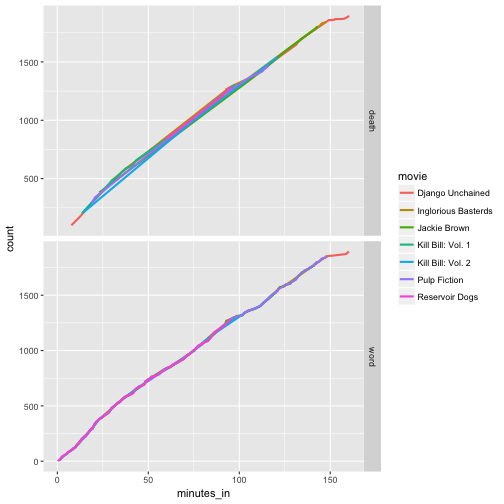 1500
1000
500
death
1500
1000
500
0
word
0
50
100
150
minutes_in
count
movie
Django Unchained
Inglorious Basterds
Jackie Brown
Kill Bill: Vol. 1
Kill Bill: Vol. 2
Pulp Fiction
Reservoir Dogs